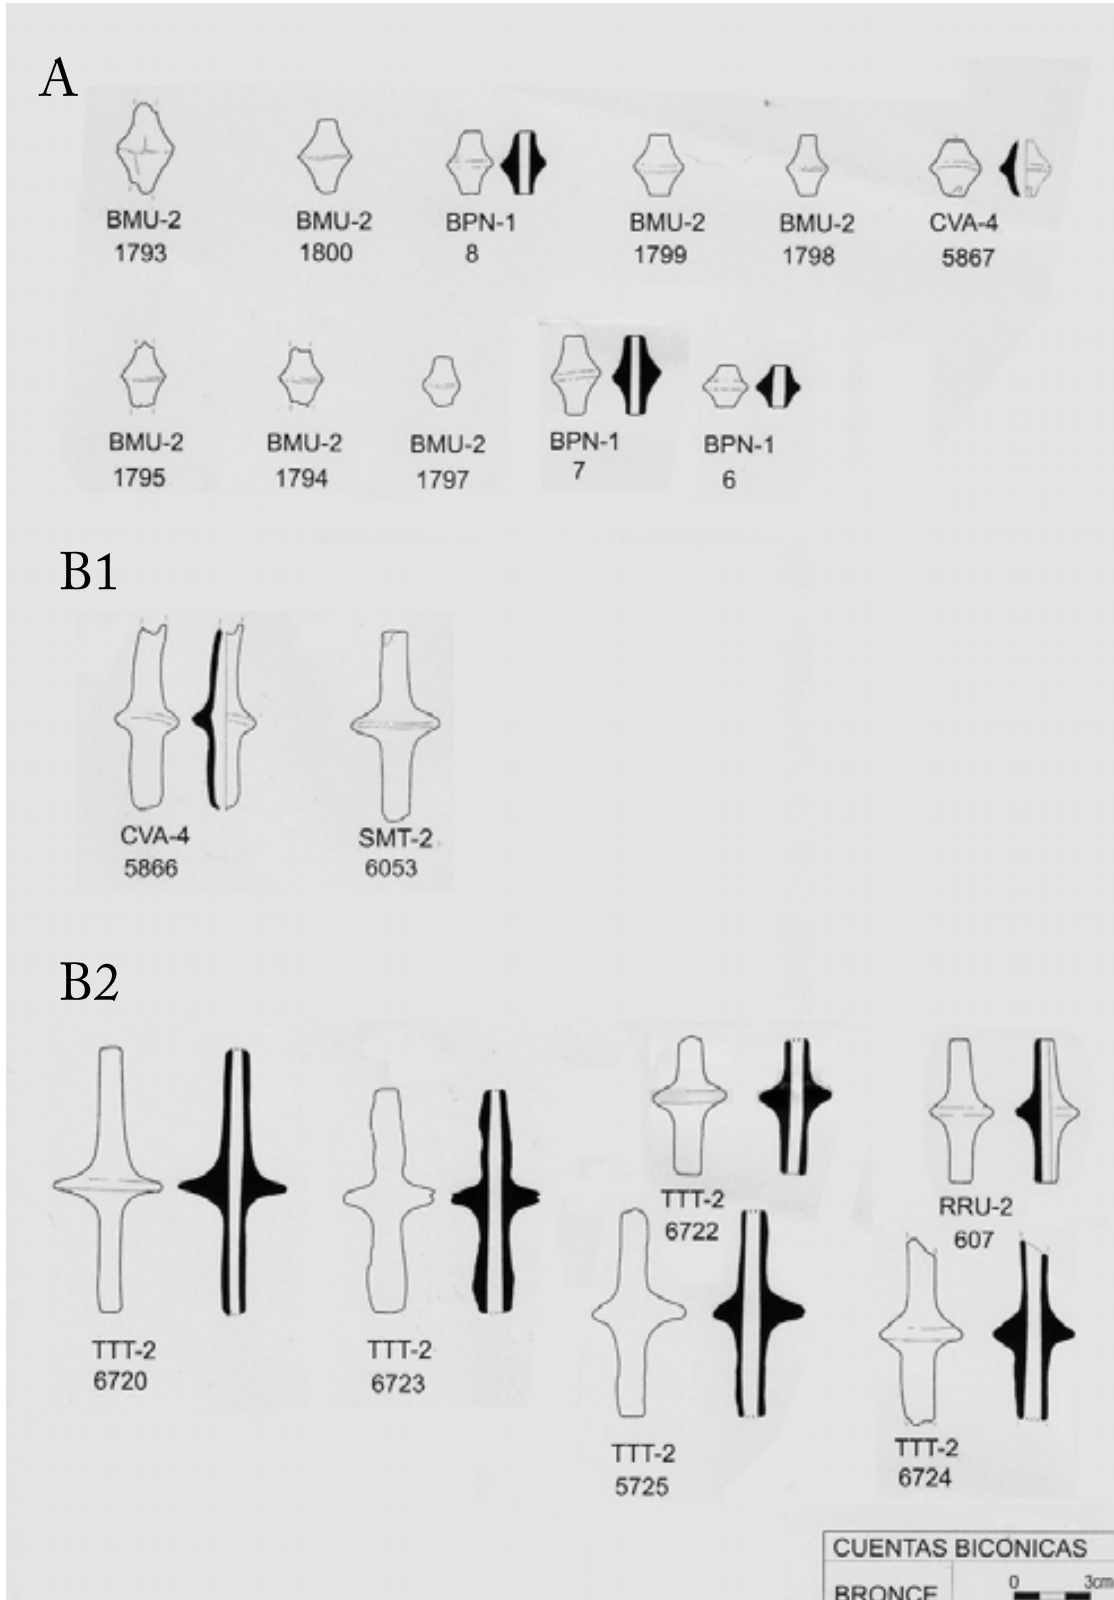 A
BMU-2
1793
BMU-2
1800
BPN-1
8
BMU-2
1799
BMU-2
1798
CVA-4
5867
BMU-2
1795
BMU-2
1794
BMU-2
1797
BPN-1
7
BPN-1
6
B1
CVA-4
5866
SMT-2
6053
B2
TTT-2
6720
TTT-2
6723
TTT-2
6722
RRU-2
607
TTT-2
5725
TTT-2
6724
CUENTAS BICÓNICAS
BRONCE
0 3cm